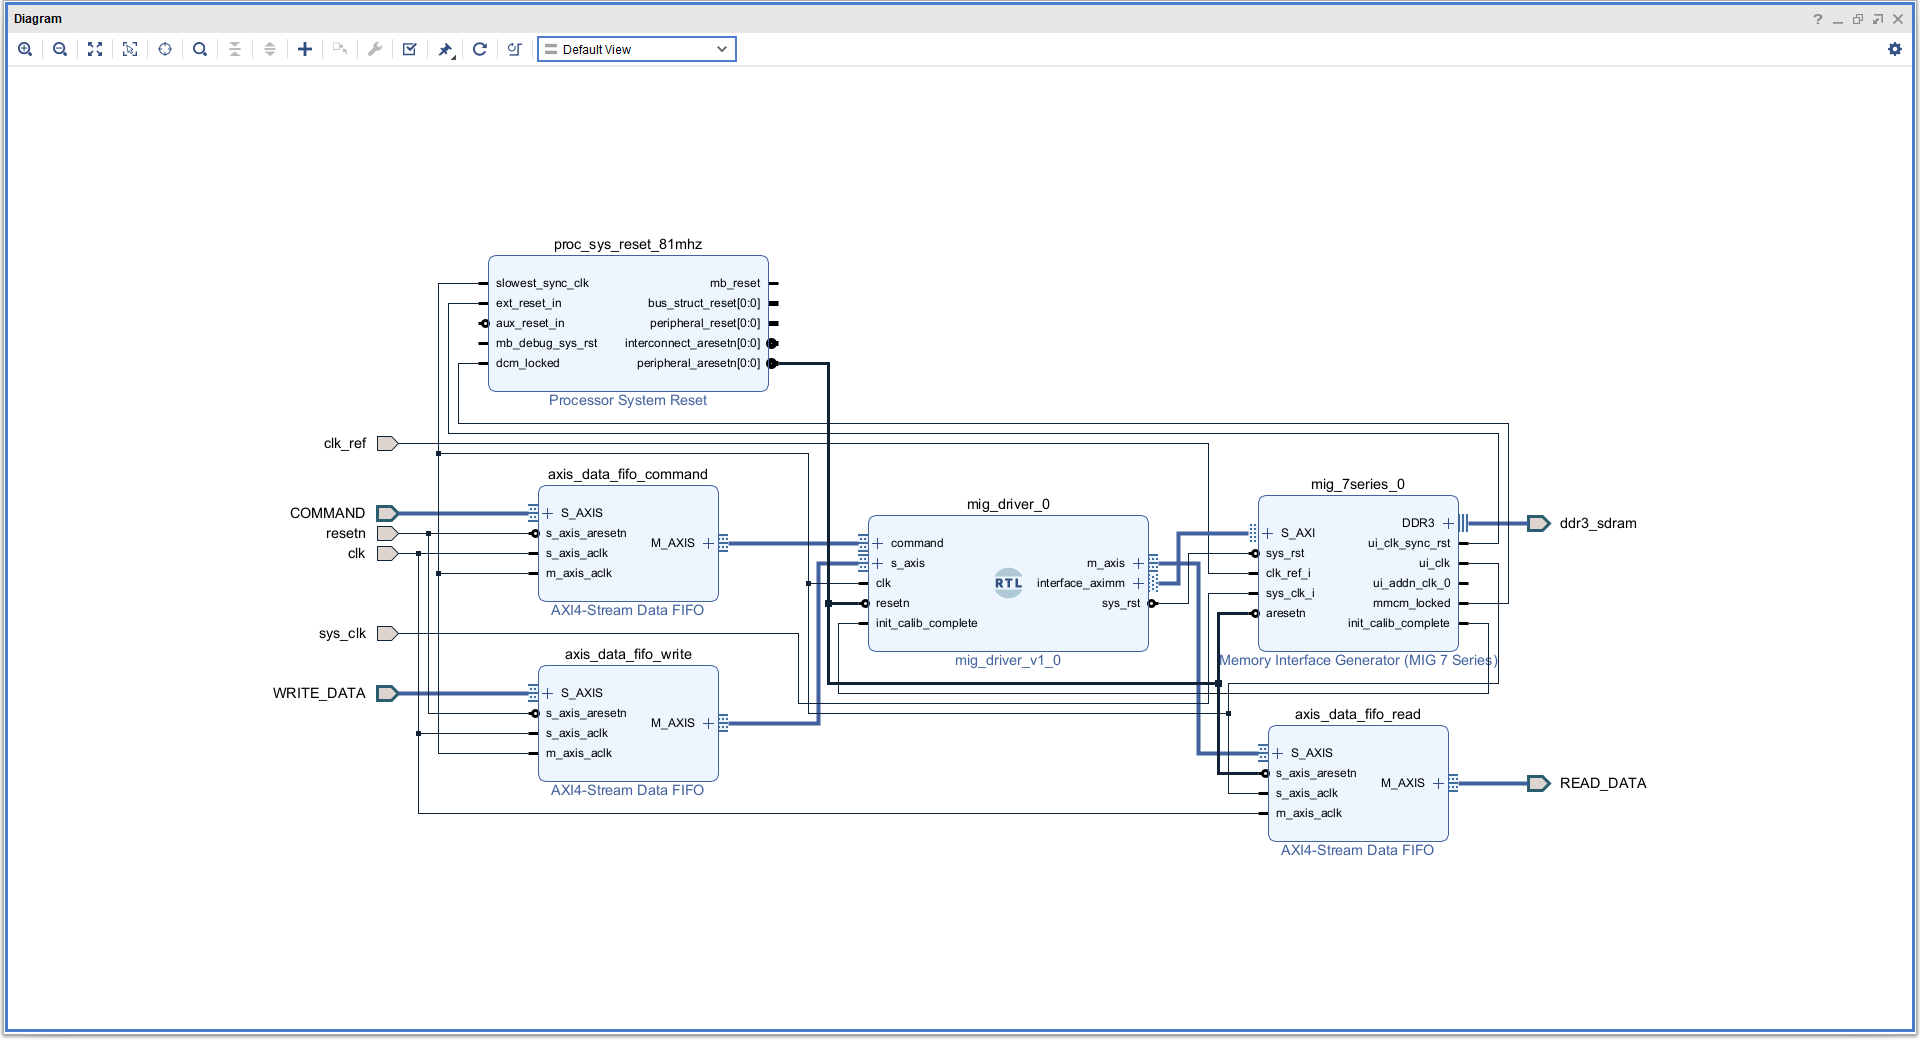 Diagram
Default View
proc_sys_reset_81mhz
slowest_sync_clk
ext_reset_in
aux_reset_in
mb_debug_sys_rst
dcm_locked
mb_reset
bus_struct_reset[0:0]
peripheral_reset[0:0]
interconnect_aresetn[0:0]
peripheral_aresetn[0:0]
Processor System Reset
clk_ref
COMMAND
resetn
clk
sys_clk
WRITE_DATA
axis_data_fifo_command
S_AXIS
s_axis_aresetn
s_axis_aclk
m_axis_aclk
M_AXIS
AXI4-Stream Data FIFO
axis_data_fifo_write
S_AXIS
s_axis_aresetn
s_axis_aclk
m_axis_aclk
M_AXIS
AXI4-Stream Data FIFO
mig_driver_0
command
s_axis
clk
resetn
init_calib_complete
RTL
m_axis
interface_aximm
sys_rst
mig_driver_v1_0
mig_7series_0
S_AXI
sys_rst
clk_ref_i
sys_clk_i
aresetn
DDR3
ui_clk_sync_rst
ui_clk
ui_addn_clk_0
mmcm_locked
init_calib_complete
Memory Interface Generator (MIG 7 Series)
ddr3_sdram
axis_data_fifo_read
S_AXIS
s_axis_aresetn
s_axis_aclk
m_axis_aclk
M_AXIS
AXI4-Stream Data FIFO
READ_DATA